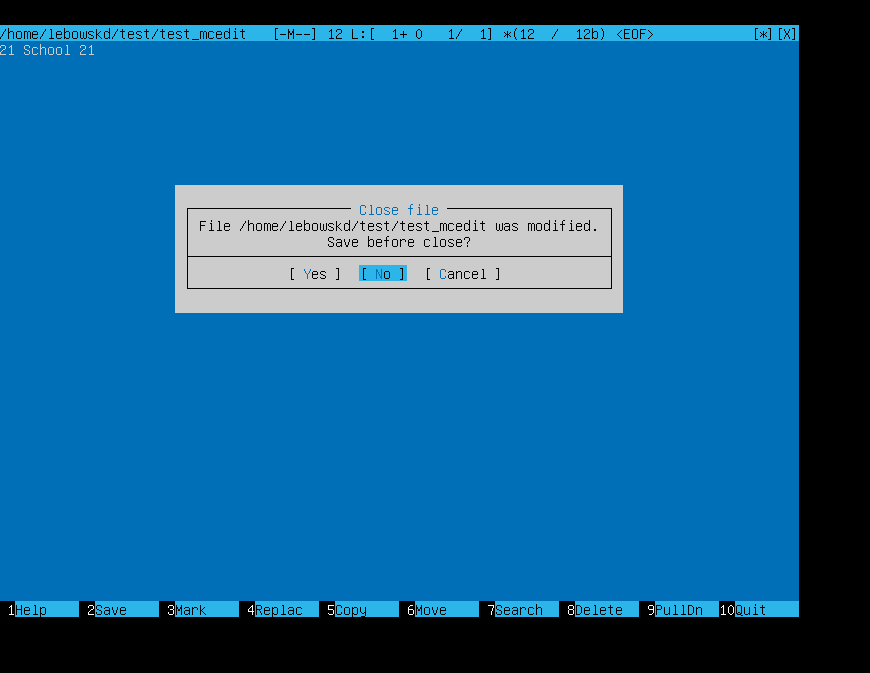 /home/lebowskd/test/test_mcedit [-M--] 12 L:[ 1+ 0 1/ 1] *(12 / 12b) <EOF> [*][X]
21 School 21
Close file
File /home/lebowskd/test/test_mcedit was modified.
Save before close?
[ Yes ] [ No ] [ Cancel ]
1Help 2Save 3Mark 4Replac 5Copy 6Move 7Search 8Delete 9PullDn 10Quit